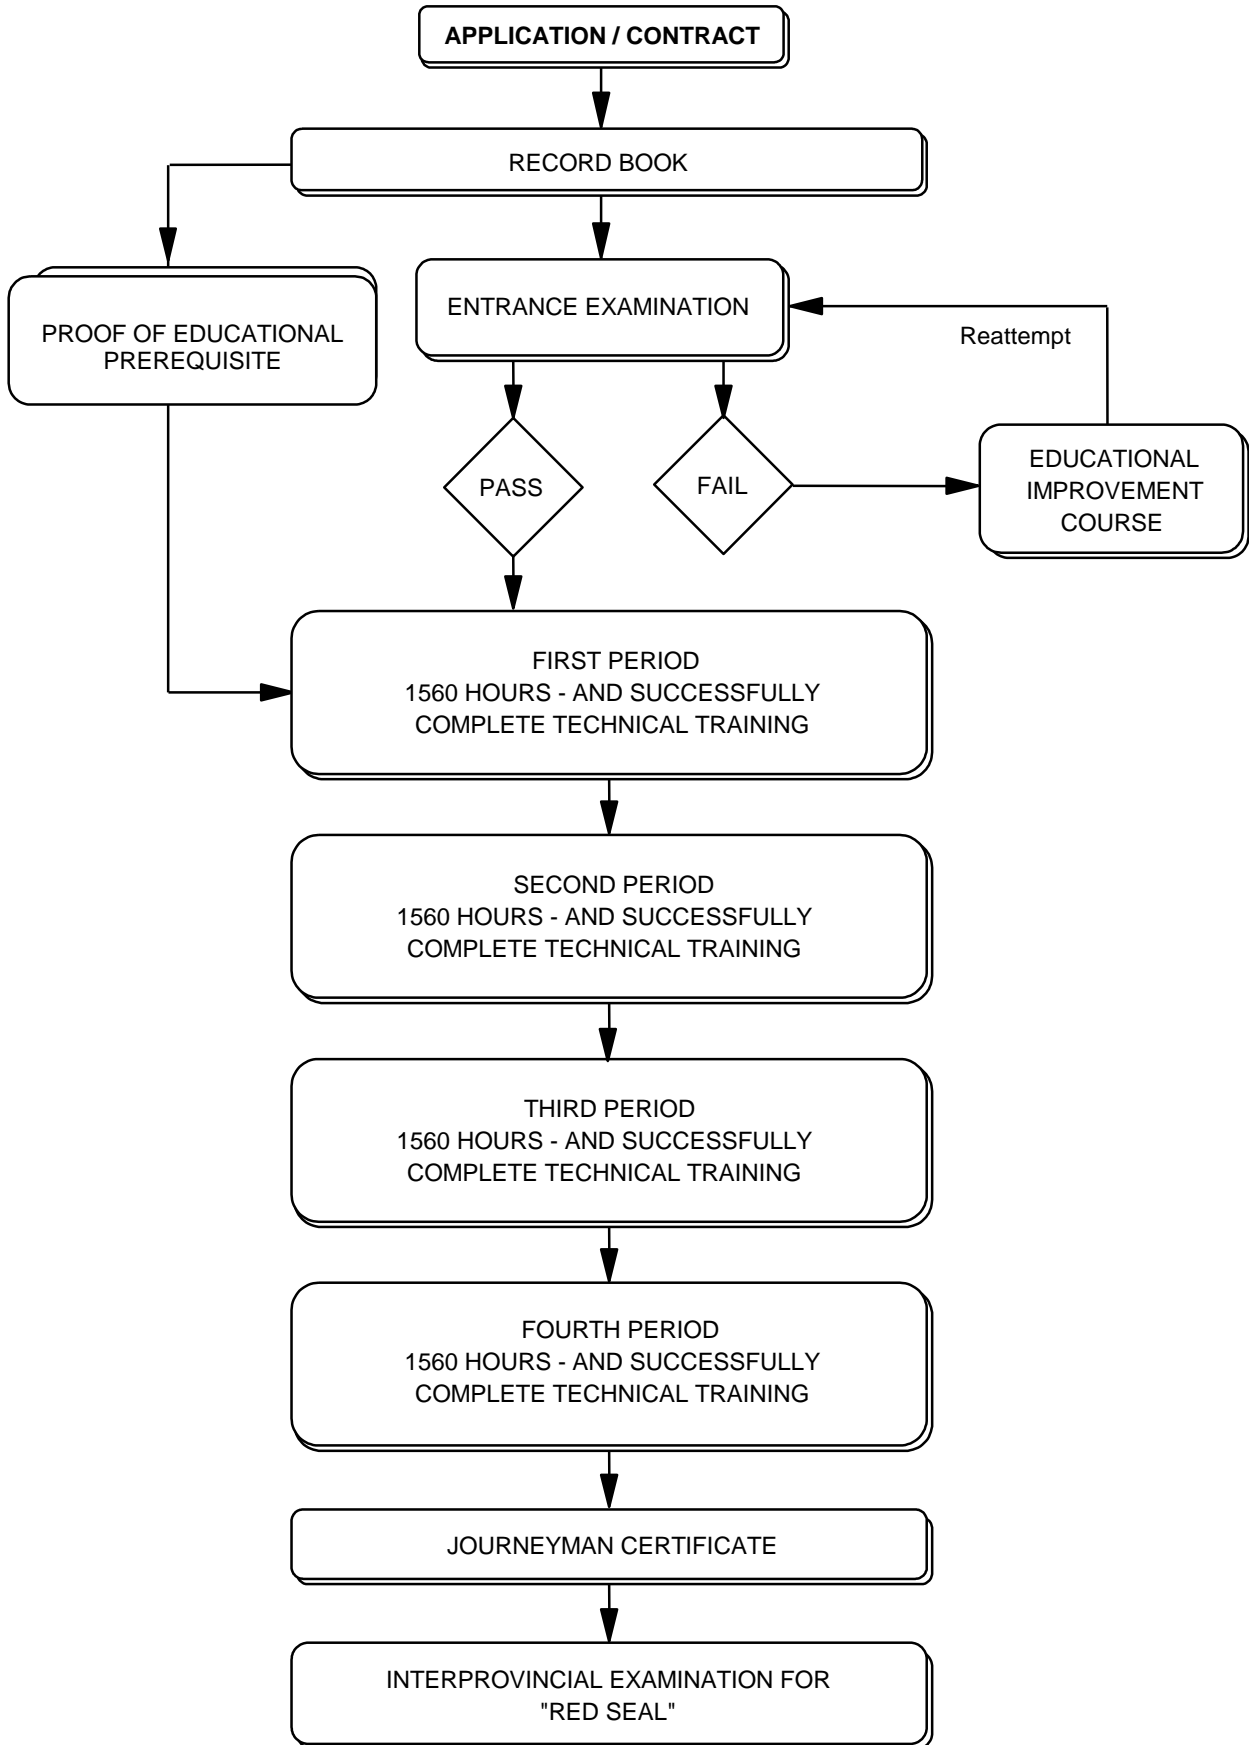 APPLICATION / CONTRACT
RECORD BOOK
PROOF OF EDUCATIONAL
PREREQUISITE
ENTRANCE EXAMINATION
Reattempt
PASS
FAIL
EDUCATIONAL
IMPROVEMENT
COURSE
FIRST PERIOD
1560 HOURS - AND SUCCESSFULLY
COMPLETE TECHNICAL TRAINING
SECOND PERIOD
1560 HOURS - AND SUCCESSFULLY
COMPLETE TECHNICAL TRAINING
THIRD PERIOD
1560 HOURS - AND SUCCESSFULLY
COMPLETE TECHNICAL TRAINING
FOURTH PERIOD
1560 HOURS - AND SUCCESSFULLY
COMPLETE TECHNICAL TRAINING
JOURNEYMAN CERTIFICATE
INTERPROVINCIAL EXAMINATION FOR
"RED SEAL"